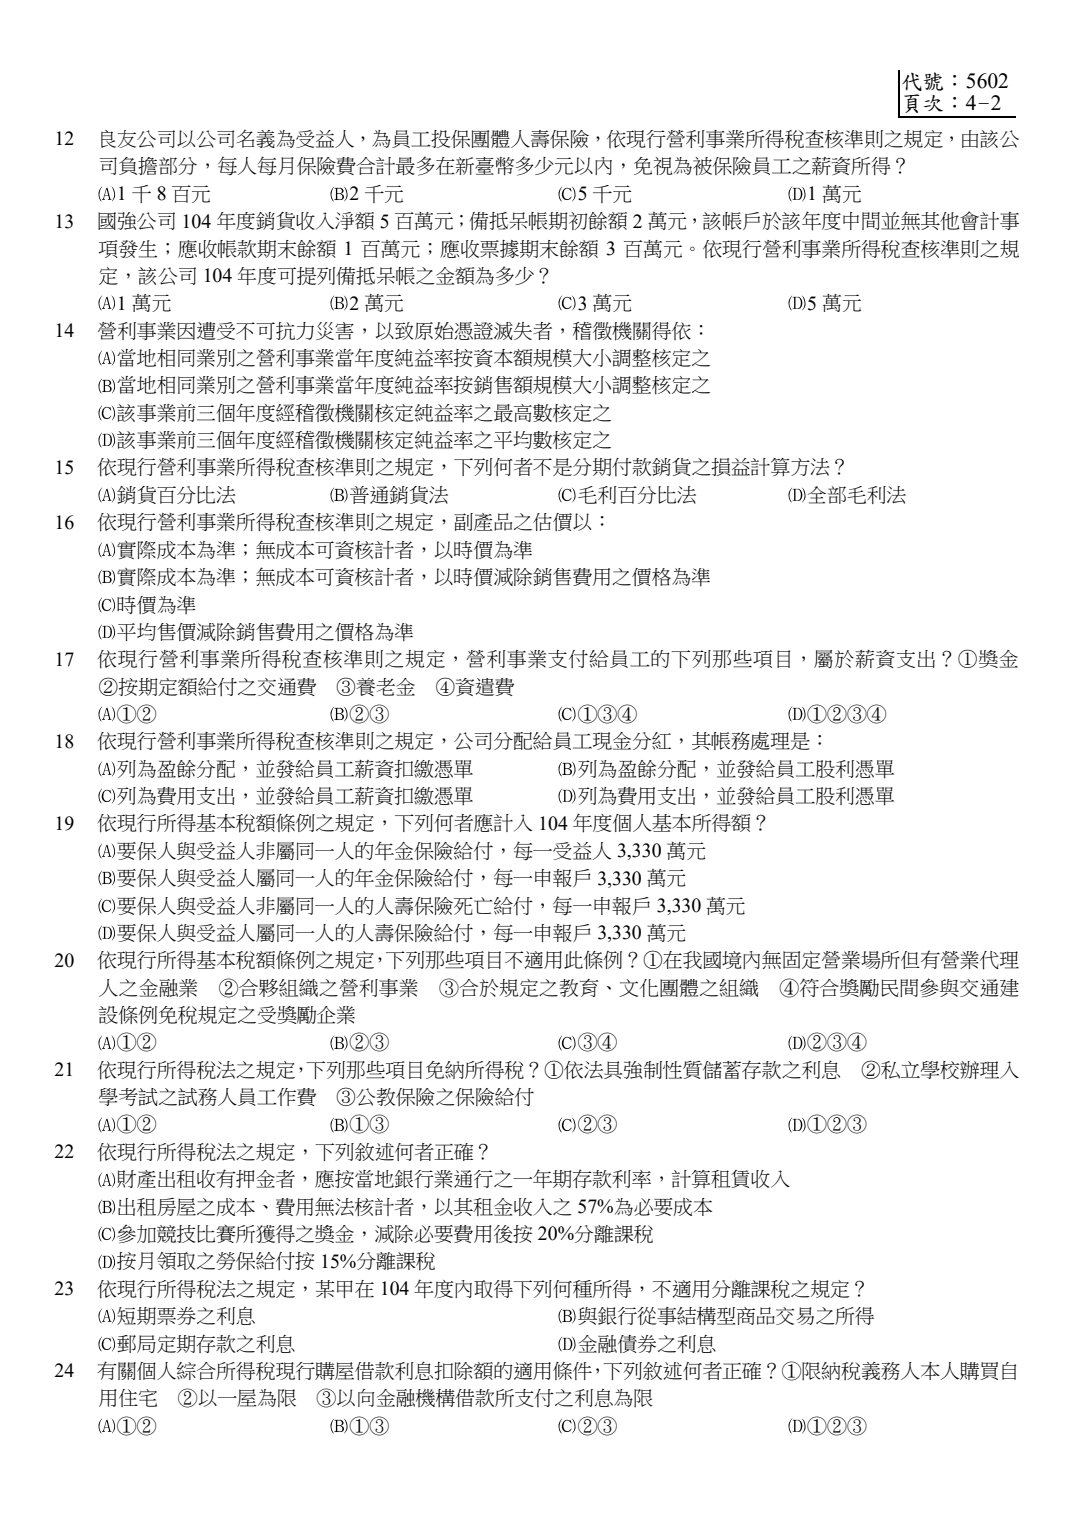 代號：5602
頁次：4－2
12 良友公司以公司名義為受益人，為員工投保團體人壽保險，依現行營利事業所得稅查核準則之規定，由該公
司負擔部分，每人每月保險費合計最多在新臺幣多少元以內，免視為被保險員工之薪資所得？
(A)1 千 8 百元 (B)2 千元 (C)5 千元 (D)1 萬元
13 國強公司 104 年度銷貨收入淨額 5 百萬元；備抵呆帳期初餘額 2 萬元，該帳戶於該年度中間並無其他會計事
項發生；應收帳款期末餘額 1 百萬元；應收票據期末餘額 3 百萬元。依現行營利事業所得稅查核準則之規
定，該公司 104 年度可提列備抵呆帳之金額為多少？
(A)1 萬元 (B)2 萬元 (C)3 萬元 (D)5 萬元
14 營利事業因遭受不可抗力災害，以致原始憑證滅失者，稽徵機關得依：
(A)當地相同業別之營利事業當年度純益率按資本額規模大小調整核定之
(B)當地相同業別之營利事業當年度純益率按銷售額規模大小調整核定之
(C)該事業前三個年度經稽徵機關核定純益率之最高數核定之
(D)該事業前三個年度經稽徵機關核定純益率之平均數核定之
15 依現行營利事業所得稅查核準則之規定，下列何者不是分期付款銷貨之損益計算方法？
(A)銷貨百分比法 (B)普通銷貨法 (C)毛利百分比法 (D)全部毛利法
16 依現行營利事業所得稅查核準則之規定，副產品之估價以：
(A)實際成本為準；無成本可資核計者，以時價為準
(B)實際成本為準；無成本可資核計者，以時價減除銷售費用之價格為準
(C)時價為準
(D)平均售價減除銷售費用之價格為準
17 依現行營利事業所得稅查核準則之規定，營利事業支付給員工的下列那些項目，屬於薪資支出？①獎金
②按期定額給付之交通費 ③養老金 ④資遣費
(A)①② (B)②③ (C)①③④ (D)①②③④
18 依現行營利事業所得稅查核準則之規定，公司分配給員工現金分紅，其帳務處理是：
(A)列為盈餘分配，並發給員工薪資扣繳憑單 (B)列為盈餘分配，並發給員工股利憑單
(C)列為費用支出，並發給員工薪資扣繳憑單 (D)列為費用支出，並發給員工股利憑單
19 依現行所得基本稅額條例之規定，下列何者應計入 104 年度個人基本所得額？
(A)要保人與受益人非屬同一人的年金保險給付，每一受益人 3,330 萬元
(B)要保人與受益人屬同一人的年金保險給付，每一申報戶 3,330 萬元
(C)要保人與受益人非屬同一人的人壽保險死亡給付，每一申報戶 3,330 萬元
(D)要保人與受益人屬同一人的人壽保險給付，每一申報戶 3,330 萬元
20 依現行所得基本稅額條例之規定，下列那些項目不適用此條例？①在我國境內無固定營業場所但有營業代理
人之金融業 ②合夥組織之營利事業 ③合於規定之教育、文化團體之組織 ④符合獎勵民間參與交通建
設條例免稅規定之受獎勵企業
(A)①② (B)②③ (C)③④ (D)②③④
21 依現行所得稅法之規定，下列那些項目免納所得稅？①依法具強制性質儲蓄存款之利息 ②私立學校辦理入
學考試之試務人員工作費 ③公教保險之保險給付
(A)①② (B)①③ (C)②③ (D)①②③
22 依現行所得稅法之規定，下列敘述何者正確？
(A)財產出租收有押金者，應按當地銀行業通行之一年期存款利率，計算租賃收入
(B)出租房屋之成本、費用無法核計者，以其租金收入之 57%為必要成本
(C)參加競技比賽所獲得之獎金，減除必要費用後按 20%分離課稅
(D)按月領取之勞保給付按 15%分離課稅
23 依現行所得稅法之規定，某甲在 104 年度內取得下列何種所得，不適用分離課稅之規定？
(A)短期票券之利息 (B)與銀行從事結構型商品交易之所得
(C)郵局定期存款之利息 (D)金融債券之利息
24 有關個人綜合所得稅現行購屋借款利息扣除額的適用條件，下列敘述何者正確？①限納稅義務人本人購買自
用住宅 ②以一屋為限 ③以向金融機構借款所支付之利息為限
(A)①② (B)①③ (C)②③ (D)①②③